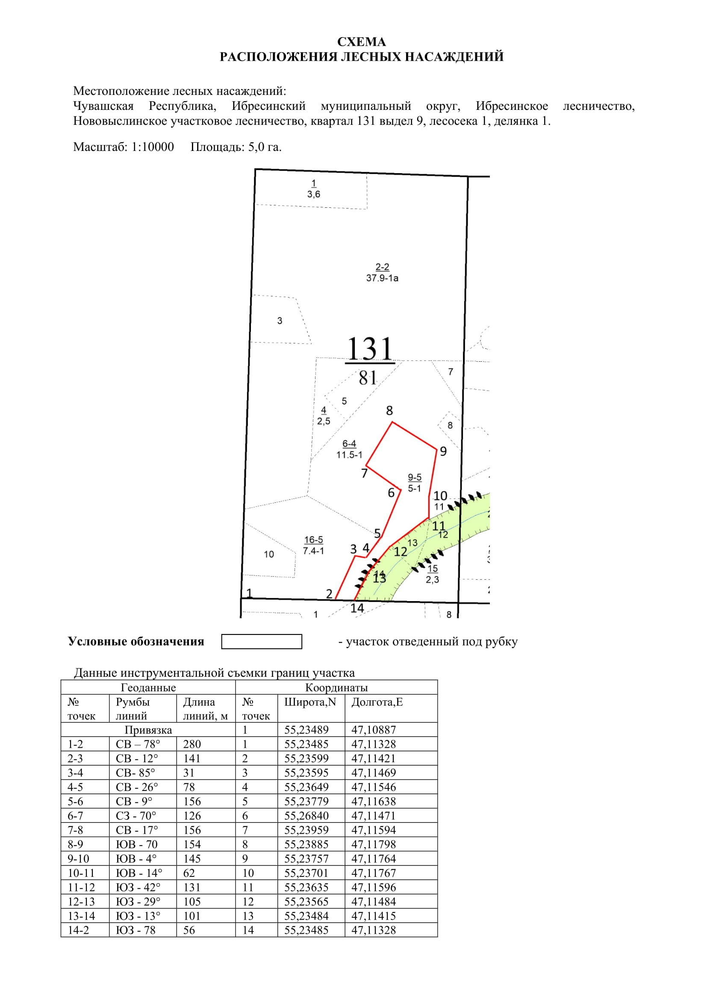 СХЕМА
РАСПОЛОЖЕНИЯ ЛЕСНЫХ НАСАЖДЕНИЙ
Местоположение лесных насаждений:
Чувашская Республика, Ибресинский муниципальный округ, Ибресинское лесничество,
Нововыслинское участковое лесничество, квартал 131 выдел 9, лесосека 1, делянка 1.
Масштаб: 1:10000 Площадь: 5,0 га.
1
3,6
2-2
37.9-1а
3
131
81
7
5
4
2,5
8
8
6-4
11.5-1
9
7
9-5
5-1
6
10
11
11
12
5
13
12
16-5
7.4-1
3 4
10
14
13
15
2,3
1
2
14
1
8
Условные обозначения - участок отведенный под рубку
Данные инструментальной съемки границ участка
Геоданные Координаты
№ точек Румбы линий Длина линий, м № точек Широта,N Долгота,E
Привязка 1 55,23489 47,10887
1-2 СВ – 78° 280 1 55,23485 47,11328
2-3 СВ - 12° 141 2 55,23599 47,11421
3-4 СВ- 85° 31 3 55,23595 47,11469
4-5 СВ - 26° 78 4 55,23649 47,11546
5-6 СВ - 9° 156 5 55,23779 47,11638
6-7 СЗ - 70° 126 6 55,26840 47,11471
7-8 СВ - 17° 156 7 55,23959 47,11594
8-9 ЮВ - 70 154 8 55,23885 47,11798
9-10 ЮВ - 4° 145 9 55,23757 47,11764
10-11 ЮВ - 14° 62 10 55,23701 47,11767
11-12 ЮЗ - 42° 131 11 55,23635 47,11596
12-13 ЮЗ - 29° 105 12 55,23565 47,11484
13-14 ЮЗ - 13° 101 13 55,23484 47,11415
14-2 ЮЗ - 78 56 14 55,23485 47,11328